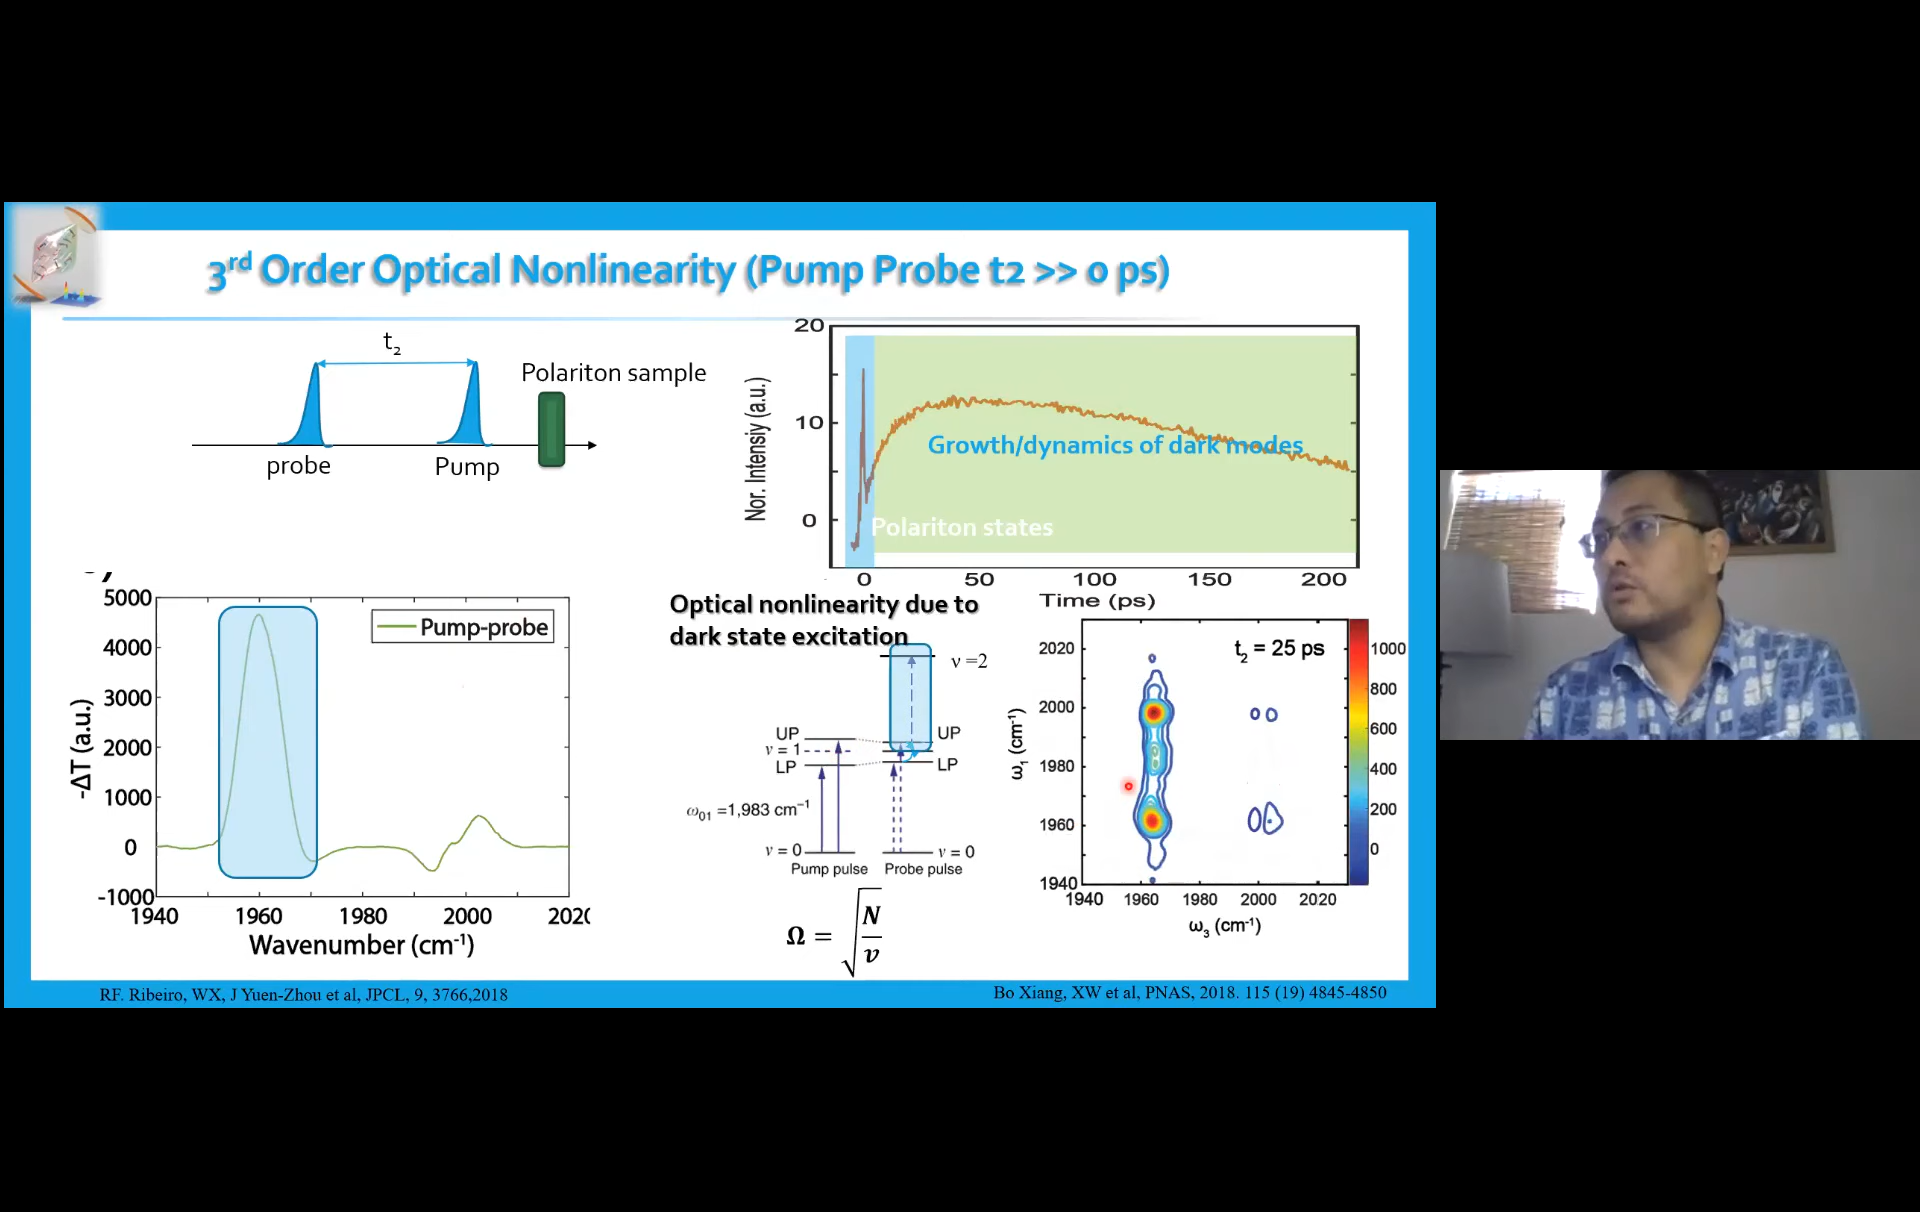 3rd Order Optical Nonlinearity (Pump Probe t2 >> 0 ps)
t2
Polariton sample
probe
Pump
20
10
0
Nor. Intensiy (a.u.)
Growth/dynamics of dark modes
Polariton states
0 50 100 150 200
Time (ps)
5000
4000
3000
2000
1000
0
-1000
-ΔT (a.u.)
Pump-probe
1940 1960 1980 2000 202
Wavenumber (cm-1)
Optical nonlinearity due to
dark state excitation
ν =2
UP
ν = 1
LP
UP
LP
ω01 =1,983 cm−1
ν = 0
ν = 0
Pump pulse
Probe pulse
Ω = √N/v
t2 = 25 ps
2020
2000
1980
1960
1940
ω1 (cm-1)
1940 1960 1980 2000 2020
ω3 (cm-1)
1000
800
600
400
200
0
RF. Ribeiro, WX, J Yuen-Zhou et al, JPCL, 9, 3766,2018
Bo Xiang, XW et al, PNAS, 2018. 115 (19) 4845-4850